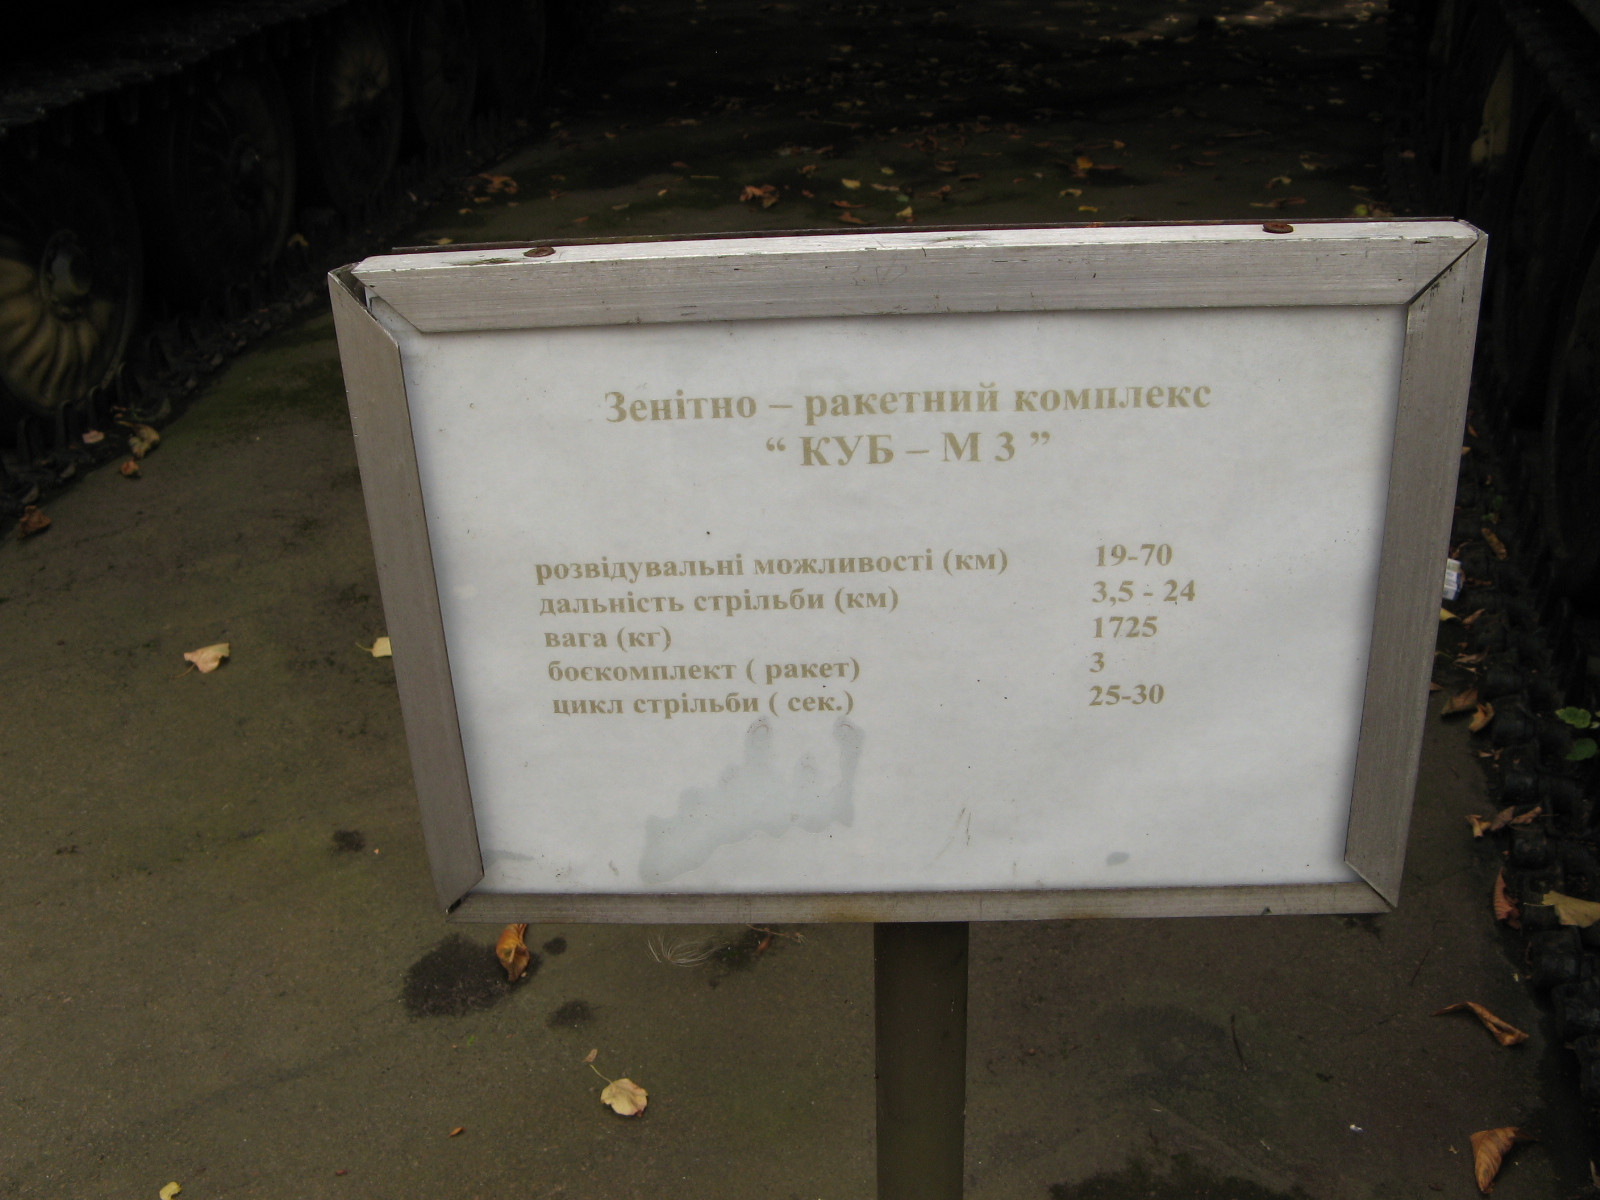 Зенітно – ракетний комплекс
“ КУБ – М 3 ”
розвідувальні можливості (км) 19-70
дальність стрільби (км) 3,5 - 24
вага (кг) 1725
боєкомплект ( ракет) 3
цикл стрільби ( сек.) 25-30